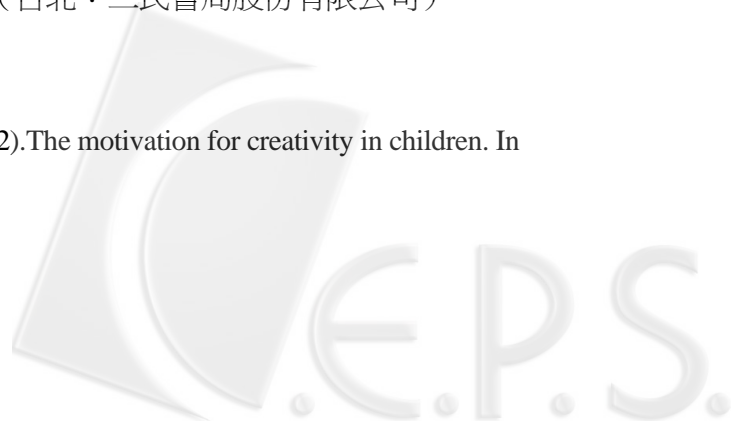 （台北：三民書局股份有限公司）
2).The motivation for creativity in children. In
C.E.P.S.